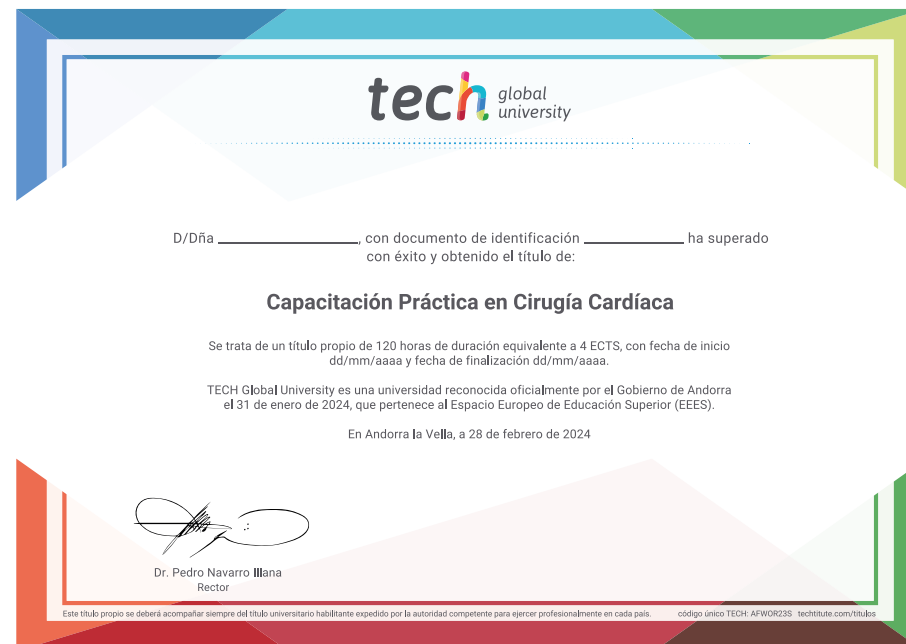 tech global university
D/Dña ____________________, con documento de identificación ______________ ha superado
con éxito y obtenido el título de:
Capacitación Práctica en Cirugía Cardíaca
Se trata de un título propio de 120 horas de duración equivalente a 4 ECTS, con fecha de inicio
dd/mm/aaaa y fecha de finalización dd/mm/aaaa.
TECH Global University es una universidad reconocida oficialmente por el Gobierno de Andorra
el 31 de enero de 2024, que pertenece al Espacio Europeo de Educación Superior (EEES).
En Andorra la Vella, a 28 de febrero de 2024
Dr. Pedro Navarro Illana
Rector
Este título propio se deberá acompañar siempre del título universitario habilitante expedido por la autoridad competente para ejercer profesionalmente en cada país. código único TECH: AFWOR23S techtitute.com/titulos